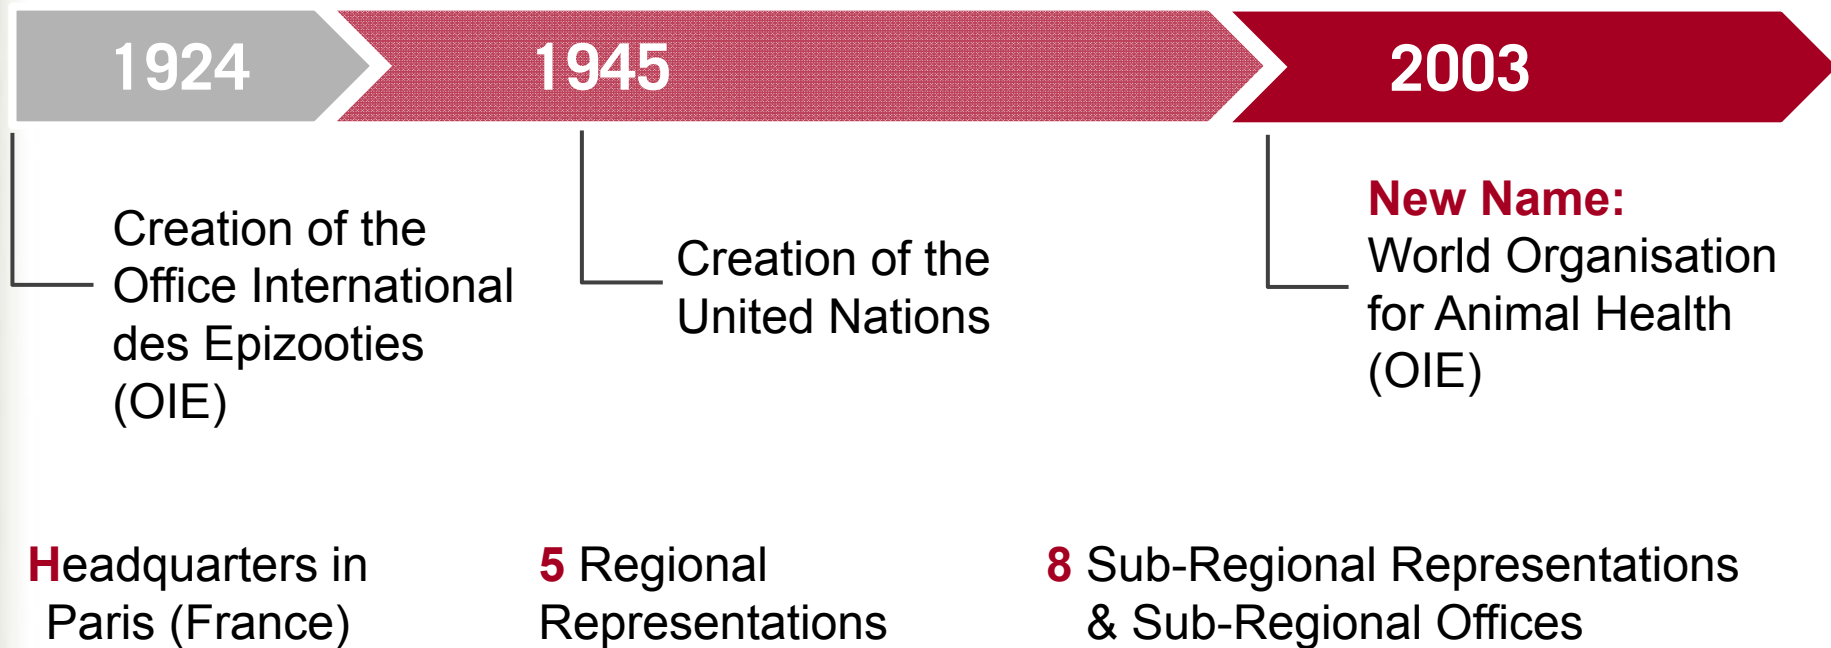 1924
1945
2003
Creation of the
Office International
des Epizooties
(OIE)
Creation of the
United Nations
New Name:
World Organisation
for Animal Health
(OIE)
Headquarters in
Paris (France)
5 Regional
Representations
8 Sub-Regional Representations
& Sub-Regional Offices